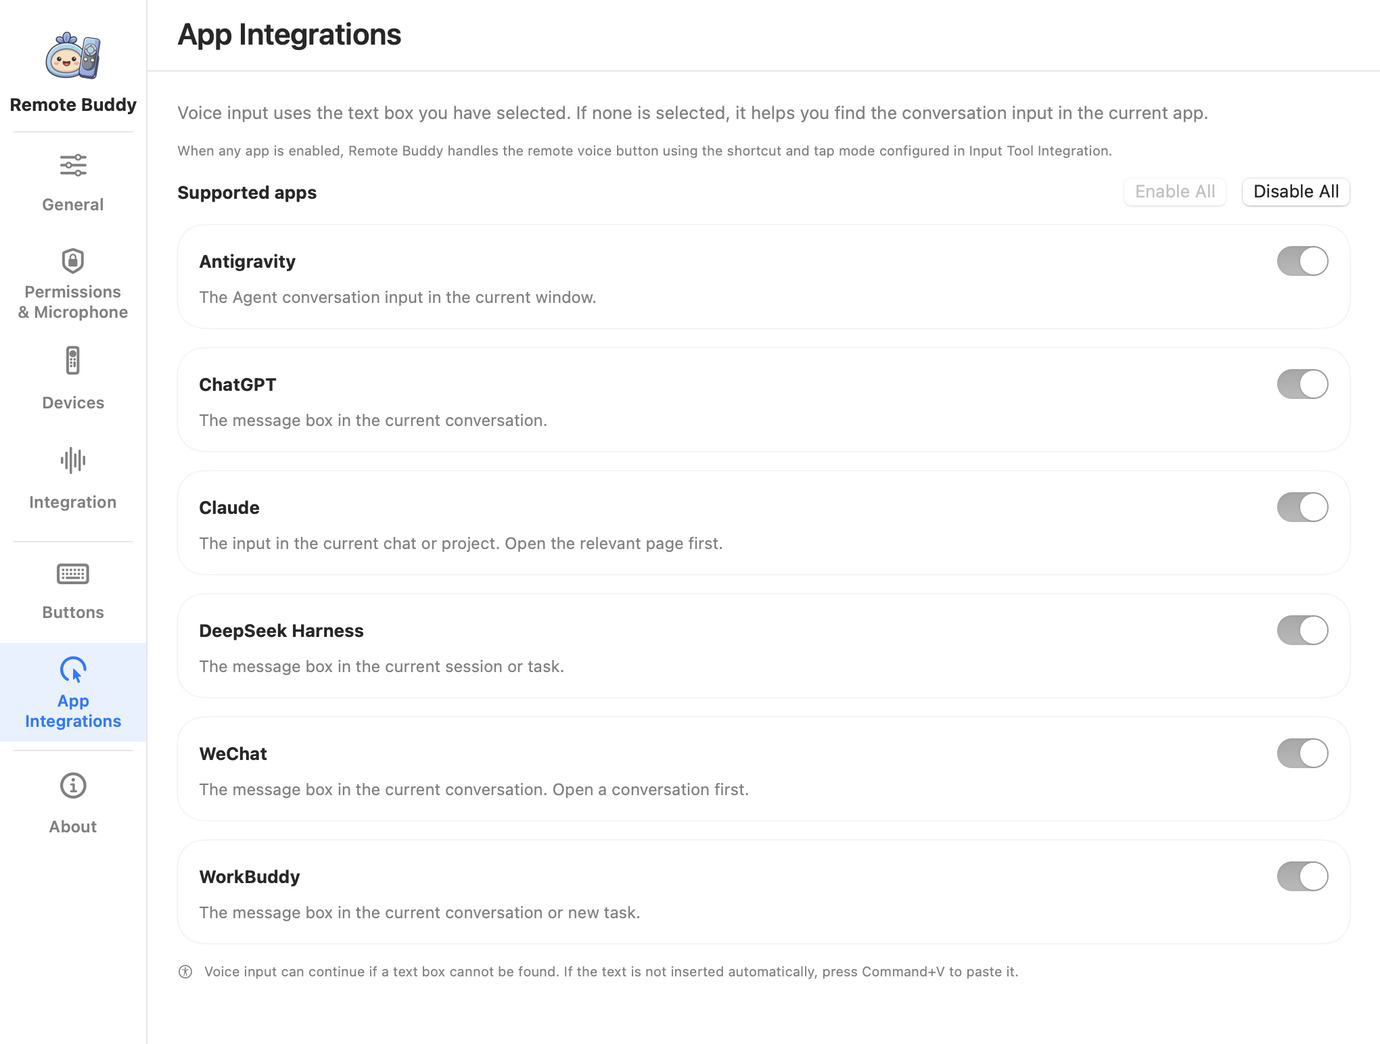 Remote Buddy
General
Permissions
& Microphone
Devices
Integration
Buttons
App
Integrations
About
App Integrations
Voice input uses the text box you have selected. If none is selected, it helps you find the conversation input in the current app.
When any app is enabled, Remote Buddy handles the remote voice button using the shortcut and tap mode configured in Input Tool Integration.
Supported apps
Enable All
Disable All
Antigravity
The Agent conversation input in the current window.
ChatGPT
The message box in the current conversation.
Claude
The input in the current chat or project. Open the relevant page first.
DeepSeek Harness
The message box in the current session or task.
WeChat
The message box in the current conversation. Open a conversation first.
WorkBuddy
The message box in the current conversation or new task.
Voice input can continue if a text box cannot be found. If the text is not inserted automatically, press Command+V to paste it.